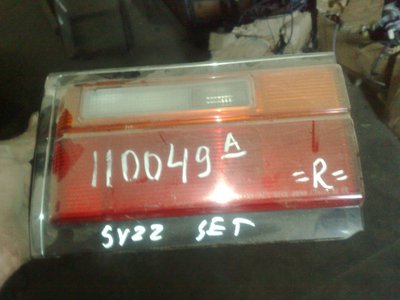 110049 A
=R=
SV22 SET